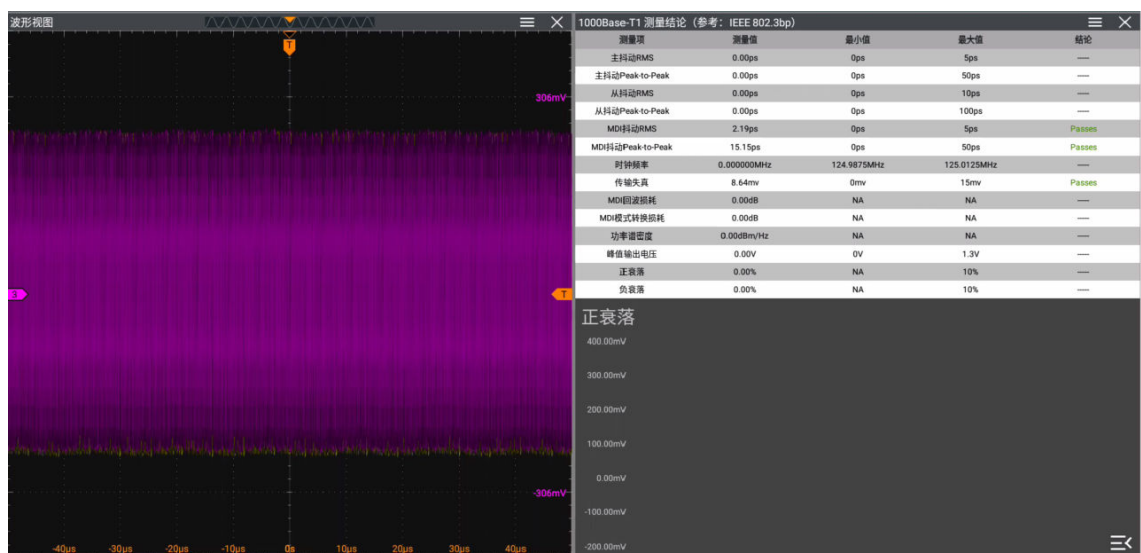 波形视图
T
306mV
3
T
-306mV
-40μs -30μs -20μs -10μs 0s 10μs 20μs 30μs 40μs
1000Base-T1 测量结论（参考：IEEE 802.3bp）
测量项 测量值 最小值 最大值 结论
主抖动RMS 0.00ps 0ps 5ps —
主抖动Peak-to-Peak 0.00ps 0ps 50ps —
从抖动RMS 0.00ps 0ps 10ps —
从抖动Peak-to-Peak 0.00ps 0ps 100ps —
MDI抖动RMS 2.19ps 0ps 5ps Passes
MDI抖动Peak-to-Peak 15.15ps 0ps 50ps Passes
时钟频率 0.000000MHz 124.9875MHz 125.0125MHz —
传输失真 8.64mv 0mv 15mv Passes
MDI回波损耗 0.00dB NA NA —
MDI模式转换损耗 0.00dB NA NA —
功率谱密度 0.00dBm/Hz NA NA —
峰值输出电压 0.00V 0V 1.3V —
正衰落 0.00% NA 10% —
负衰落 0.00% NA 10% —
正衰落
400.00mV
300.00mV
200.00mV
100.00mV
0.00mV
-100.00mV
-200.00mV